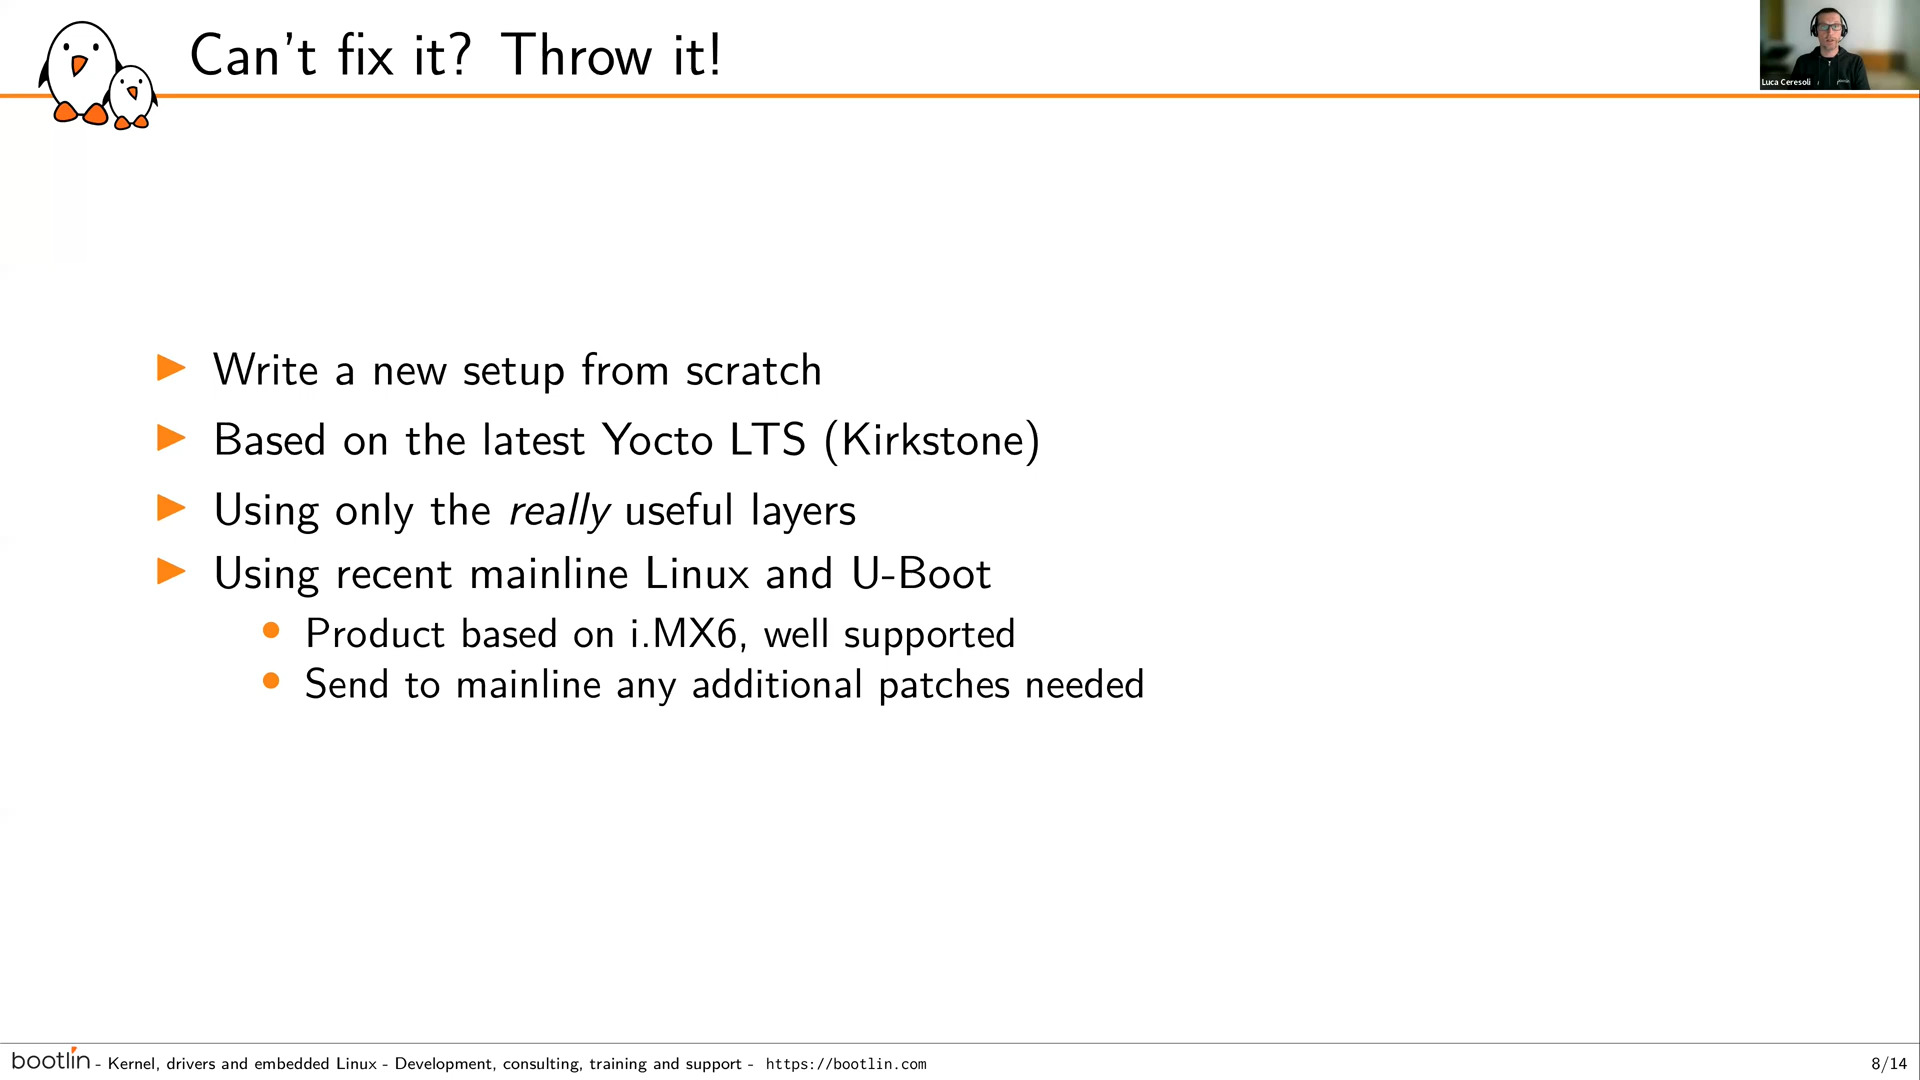 Can't fix it? Throw it!
Luca Ceresoli
Write a new setup from scratch
Based on the latest Yocto LTS (Kirkstone)
Using only the really useful layers
Using recent mainline Linux and U-Boot
Product based on i.MX6, well supported
Send to mainline any additional patches needed
bootlin - Kernel, drivers and embedded Linux - Development, consulting, training and support - https://bootlin.com
8/14